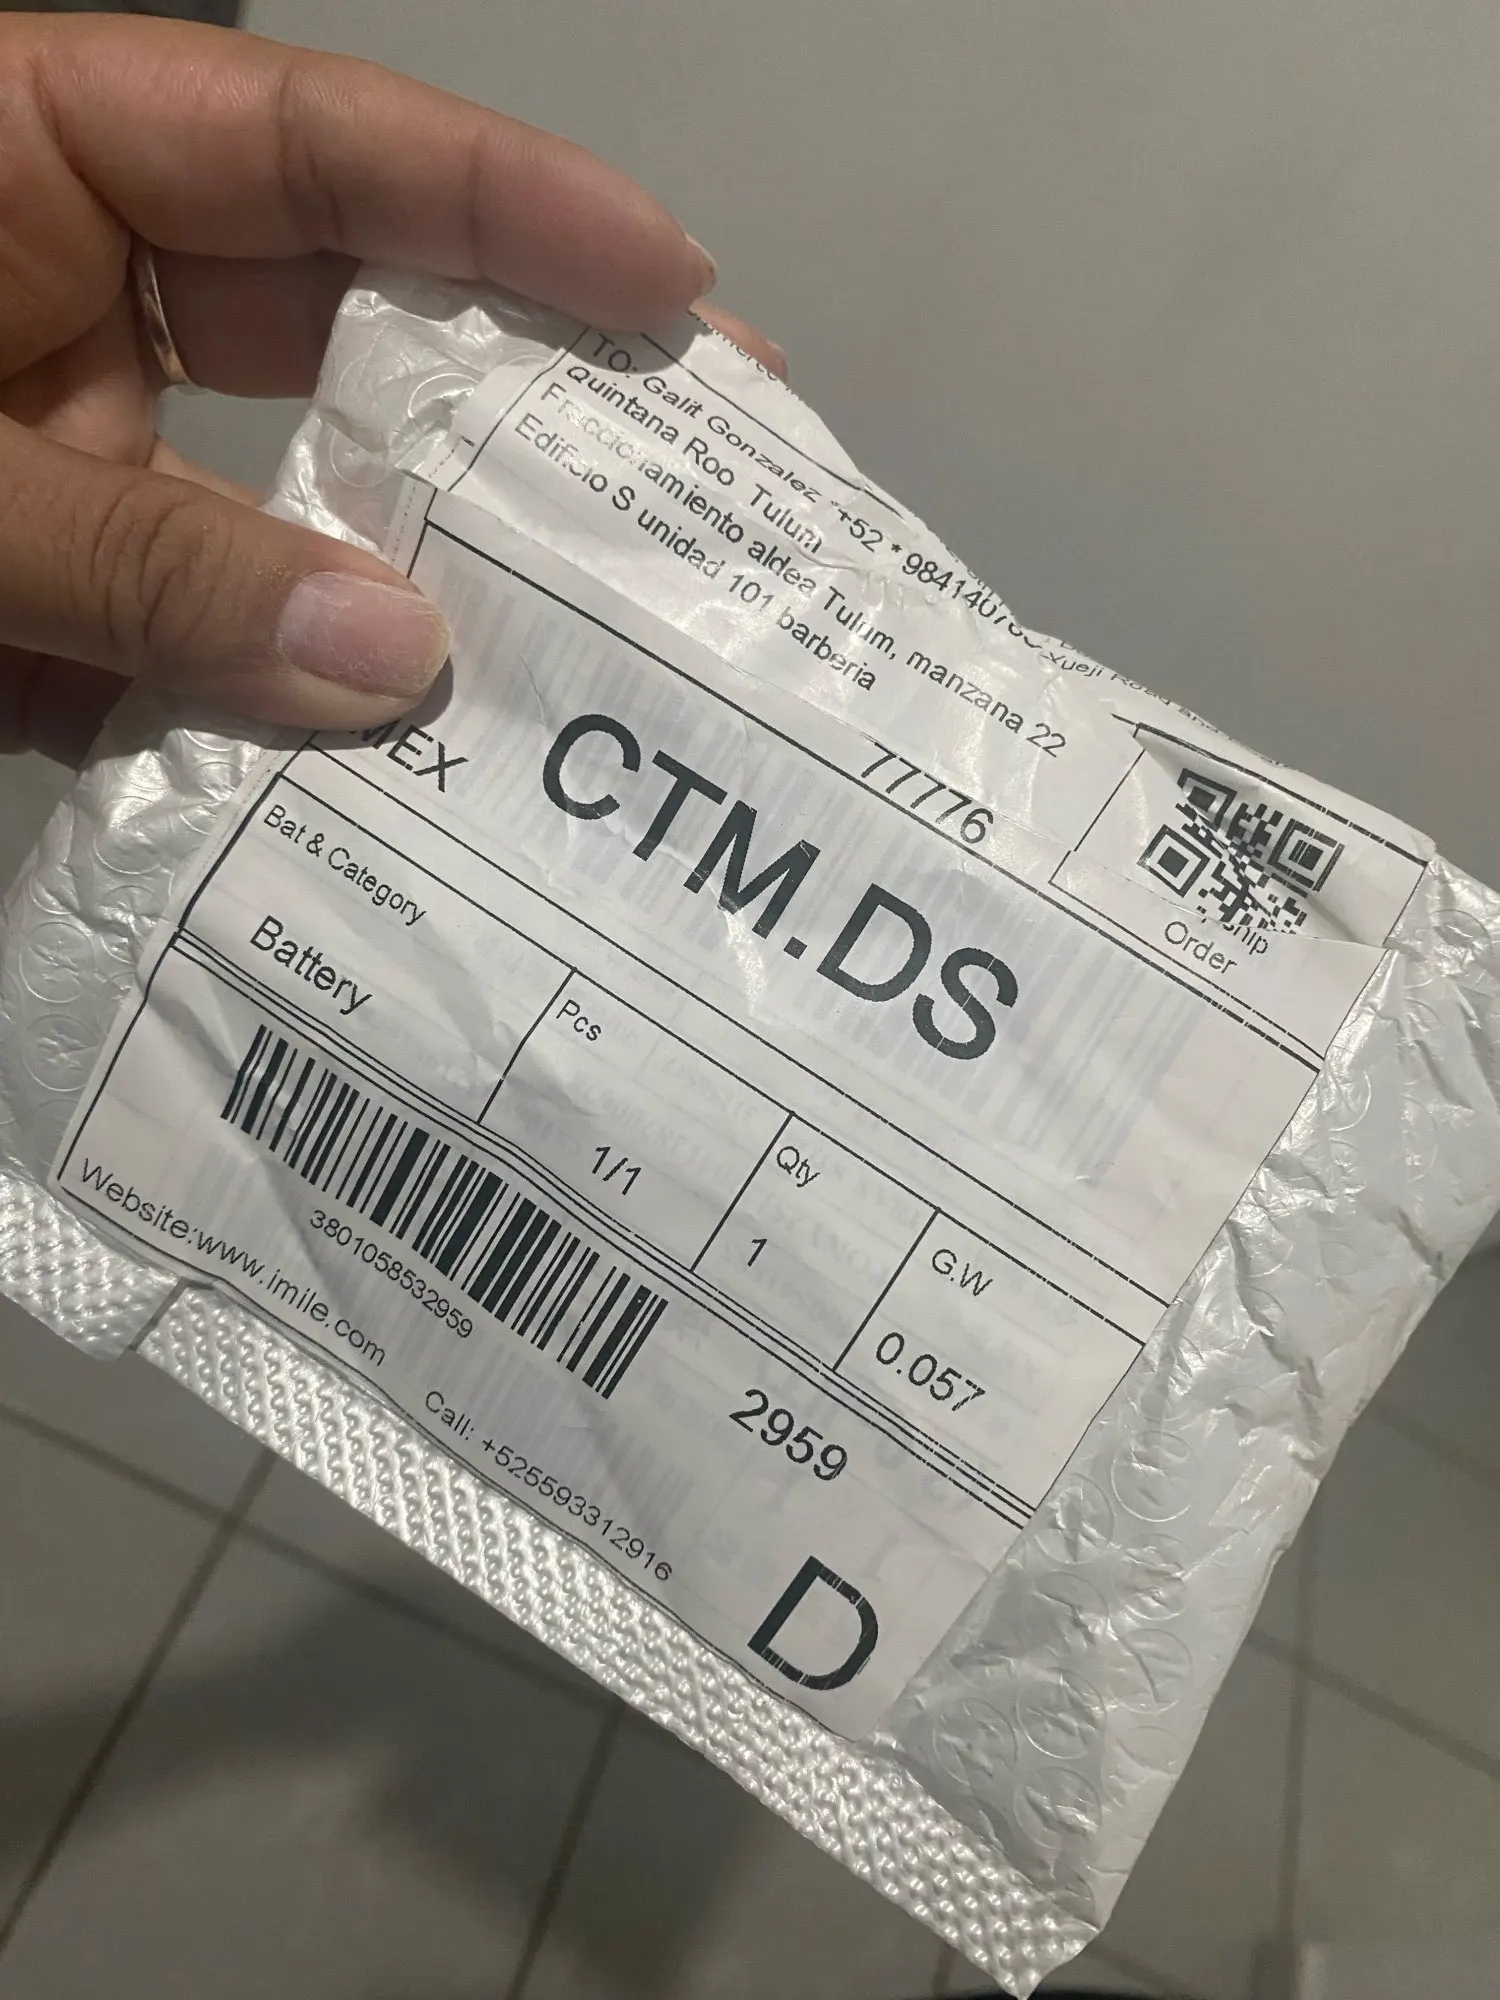 TO: Galit Gonzalez *+52 *
Quintana Roo Tulum
Fraccionamiento aldea Tulum, manzana 22
Edificio S unidad 101 barberia
77776
Ship
Order
MEX
CTM.DS
Bat & Category
Battery
Pcs
1/1
Qty
1
G.W
0.057
3801058532959
2959
Website:www.imile.com
Call: +525593312916
D